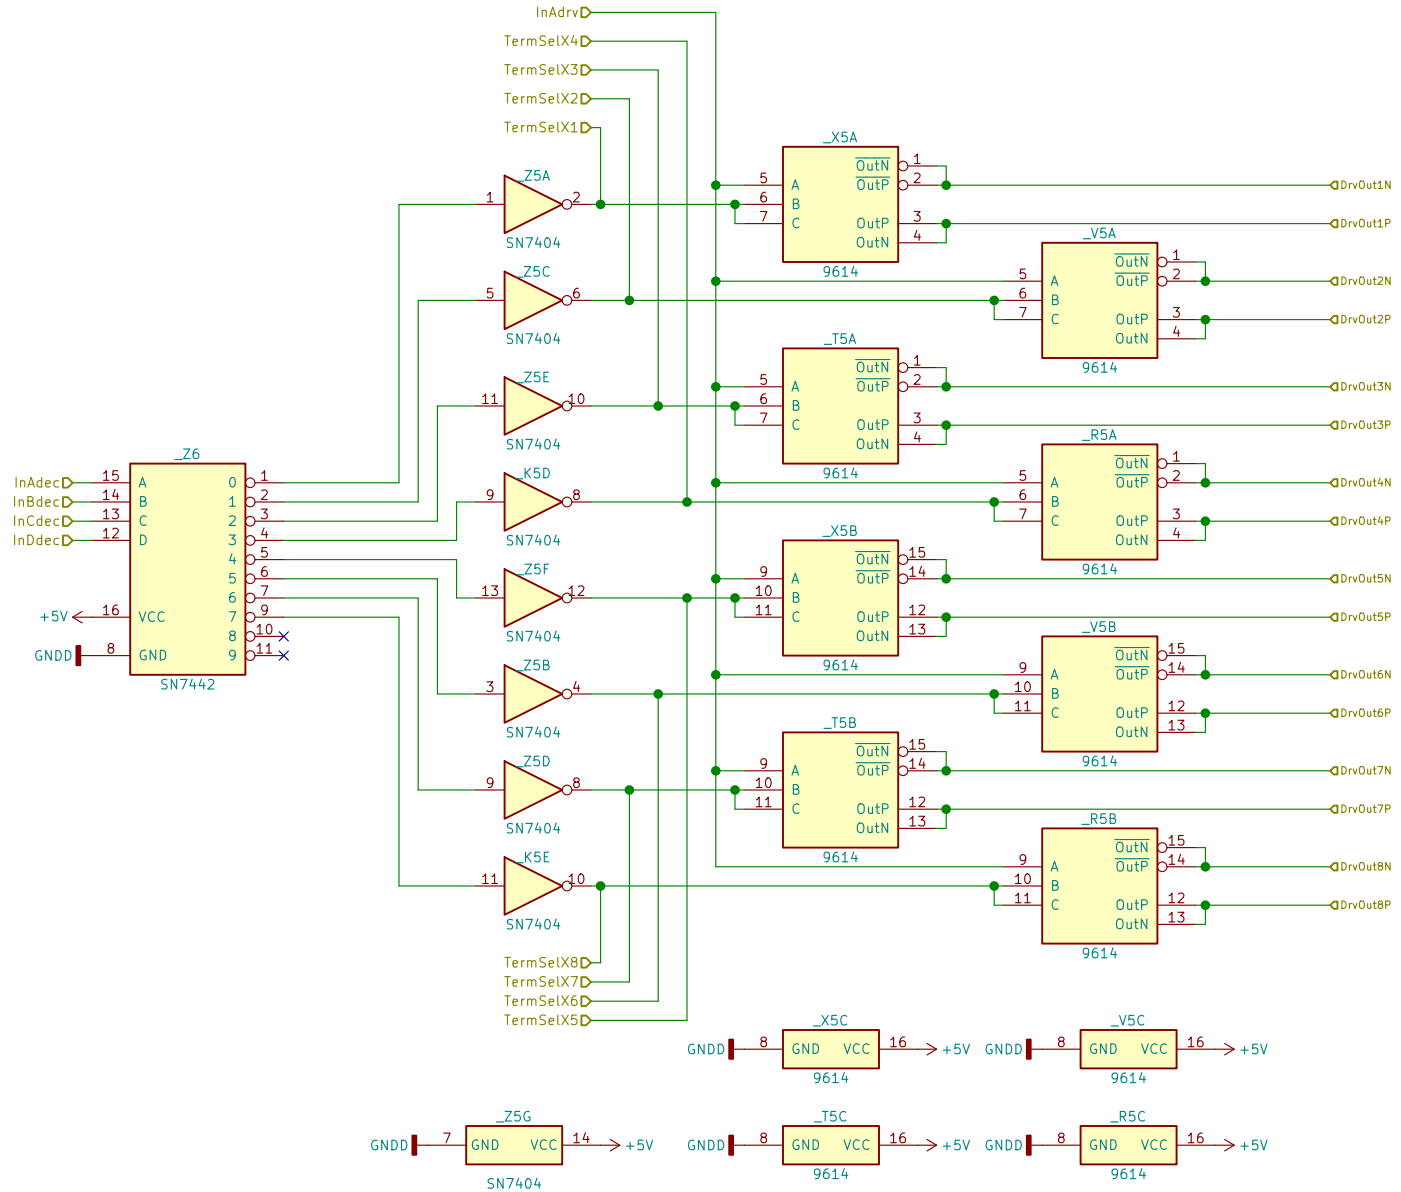 InAdrv
TermSelX4
TermSelX3
TermSelX2
TermSelX1
_Z5A
1 2
SN7404
_Z5C
5 6
SN7404
_Z5E
11 10
SN7404
_K5D
9 8
SN7404
_Z5F
13 12
SN7404
_Z5B
3 4
SN7404
_Z5D
9 8
SN7404
_K5E
11 10
SN7404
TermSelX8
TermSelX7
TermSelX6
TermSelX5
_Z6
InAdec 15 A 0 1
InBdec 14 B 1 2
InCdec 13 C 2 3
InDdec 12 D 3 4
4 5
5 6
6 7
+5V 16 VCC 7 9
8 10
GNDD 8 GND 9 11
SN7442
_X5A
OutN 1
5 A OutP 2 DrvOut1N
6 B
7 C OutP 3 DrvOut1P
OutN 4
9614
_V5A
OutN 1
5 A OutP 2 DrvOut2N
6 B
7 C OutP 3 DrvOut2P
OutN 4
9614
_T5A
OutN 1
5 A OutP 2 DrvOut3N
6 B
7 C OutP 3 DrvOut3P
OutN 4
9614
_R5A
OutN 1
5 A OutP 2 DrvOut4N
6 B
7 C OutP 3 DrvOut4P
OutN 4
9614
_X5B
OutN 15
9 A OutP 14 DrvOut5N
10 B
11 C OutP 12 DrvOut5P
OutN 13
9614
_V5B
OutN 15
9 A OutP 14 DrvOut6N
10 B
11 C OutP 12 DrvOut6P
OutN 13
9614
_T5B
OutN 15
9 A OutP 14 DrvOut7N
10 B
11 C OutP 12 DrvOut7P
OutN 13
9614
_R5B
OutN 15
9 A OutP 14 DrvOut8N
10 B
11 C OutP 12 DrvOut8P
OutN 13
9614
_X5C
GNDD 8 GND VCC 16 +5V
9614
_V5C
GNDD 8 GND VCC 16 +5V
9614
_Z5G
GNDD 7 GND VCC 14 +5V
SN7404
_T5C
GNDD 8 GND VCC 16 +5V
9614
_R5C
GNDD 8 GND VCC 16 +5V
9614